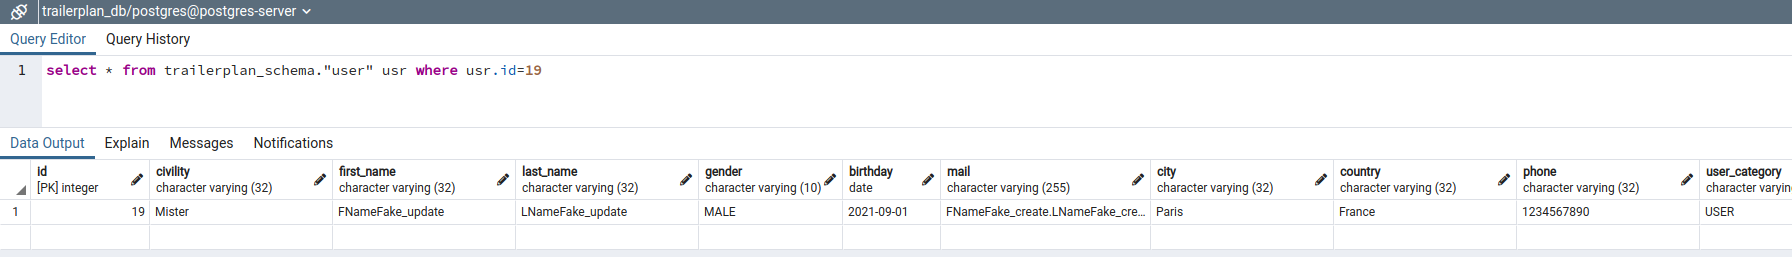 trailerplan_db/postgres@postgres-server
Query Editor Query History
1 select * from trailerplan_schema."user" usr where usr.id=19
Data Output Explain Messages Notifications
id civility first_name last_name gender birthday mail city country phone user_category
[PK] integer character varying (32) character varying (32) character varying (32) character varying (10) date character varying (255) character varying (32) character varying (32) character varying (32) character varyin
1 19 Mister FNameFake_update LNameFake_update MALE 2021-09-01 FNameFake_create.LNameFake_cre... Paris France 1234567890 USER